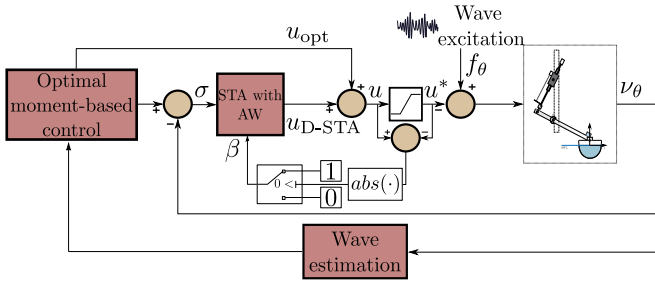 Wave
excitation
u_opt
f_θ
Optimal
moment-based
control
σ
STA with
AW
u
u*
ν_θ
u_D-STA
β
0 <
1
0
abs(·)
Wave
estimation